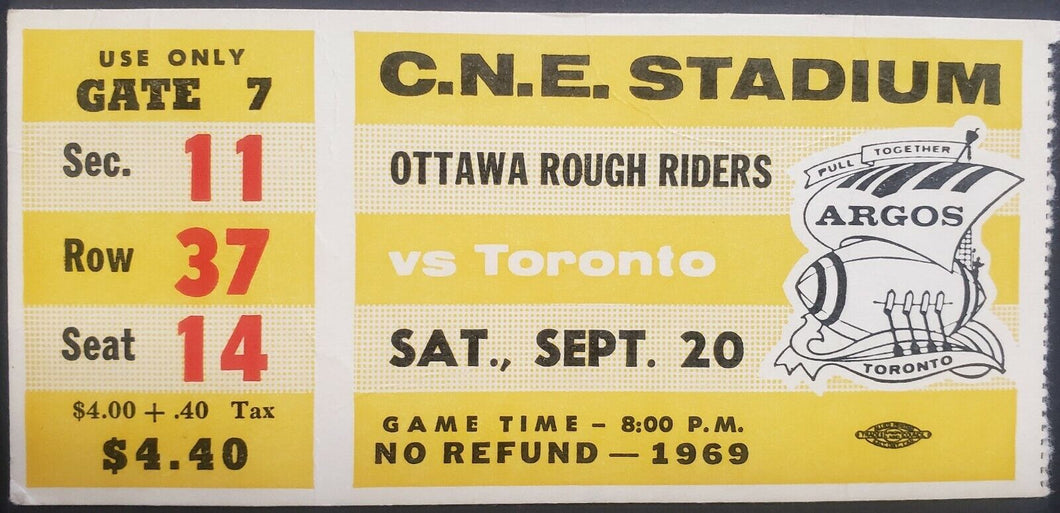 USE ONLY
GATE 7
Sec. 11
Row 37
Seat 14
$4.00 + .40 Tax
$4.40
C.N.E. STADIUM
OTTAWA ROUGH RIDERS
vs Toronto
SAT., SEPT. 20
GAME TIME – 8:00 P.M.
NO REFUND — 1969
PULL TOGETHER
ARGOS
TORONTO